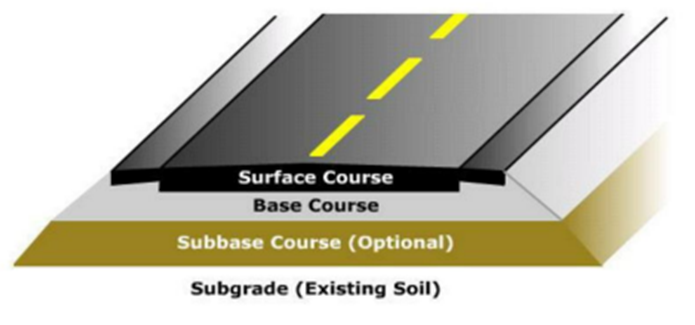 Surface Course
Base Course
Subbase Course (Optional)
Subgrade (Existing Soil)